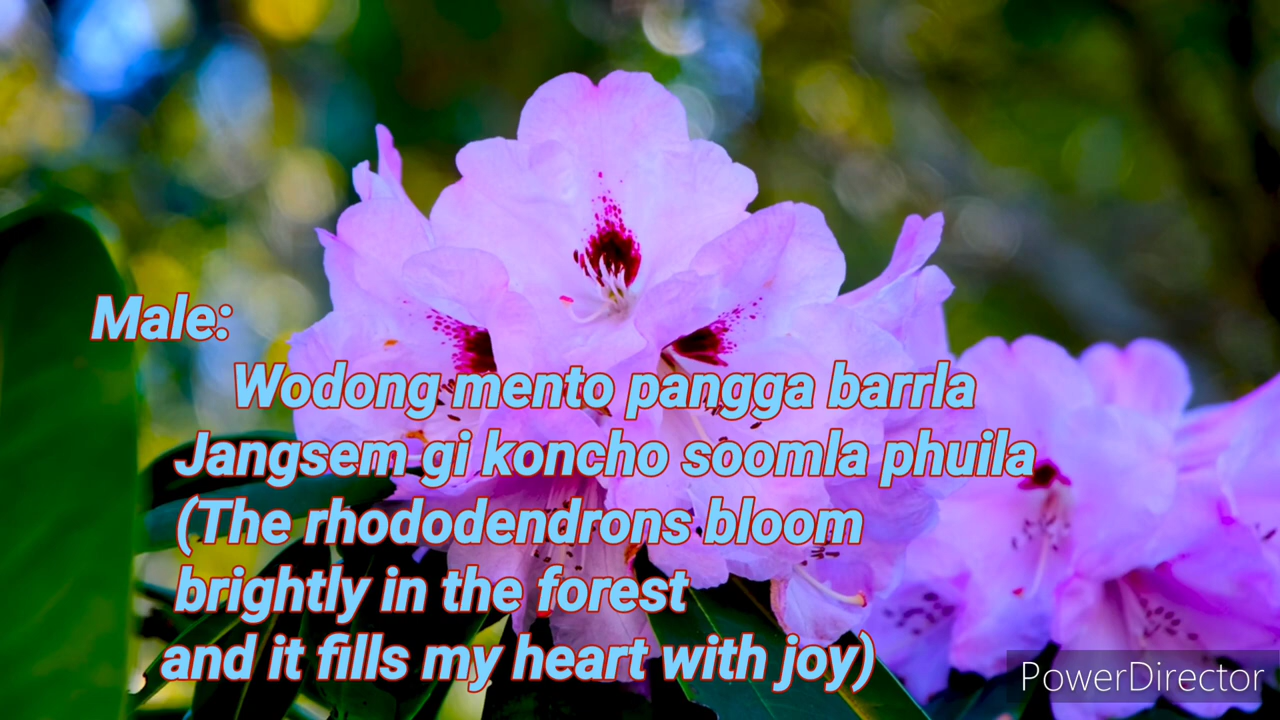 Male:
Wodong mento pangga barrla
Jangsem gi koncho soomla phuila
(The rhododendrons bloom
brightly in the forest
and it fills my heart with joy)
PowerDirector